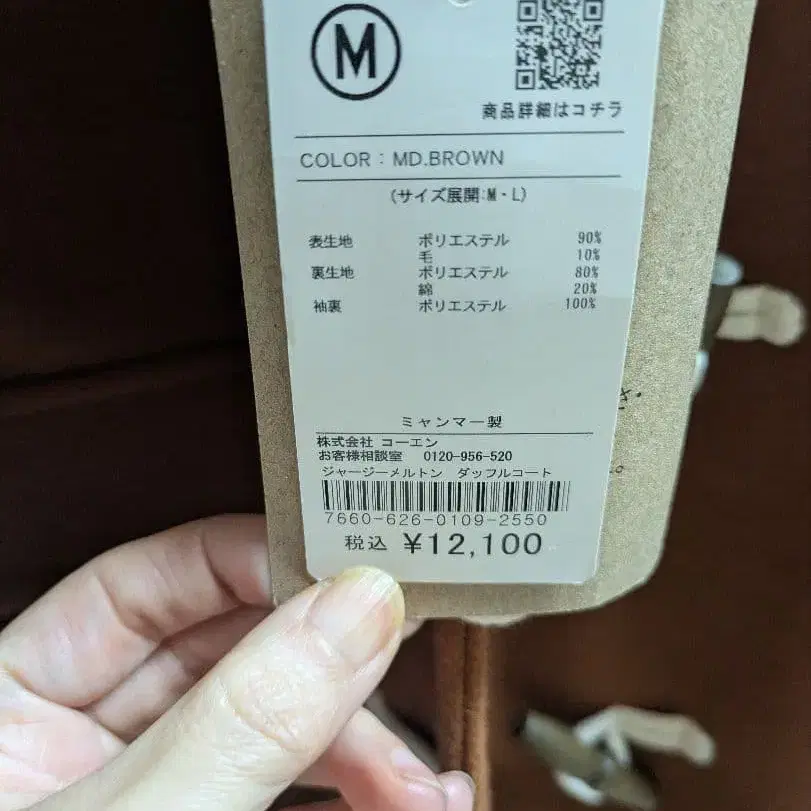 M
商品詳細はコチラ
COLOR : MD.BROWN
(サイズ展開:M・L)
表生地 ポリエステル 90%
毛 10%
裏生地 ポリエステル 80%
綿 20%
袖裏 ポリエステル 100%
ミャンマー製
株式会社 コーエン
お客様相談室 0120-956-520
ジャージーメルトン ダッフルコート
7660-626-0109-2550
税込 ¥12,100